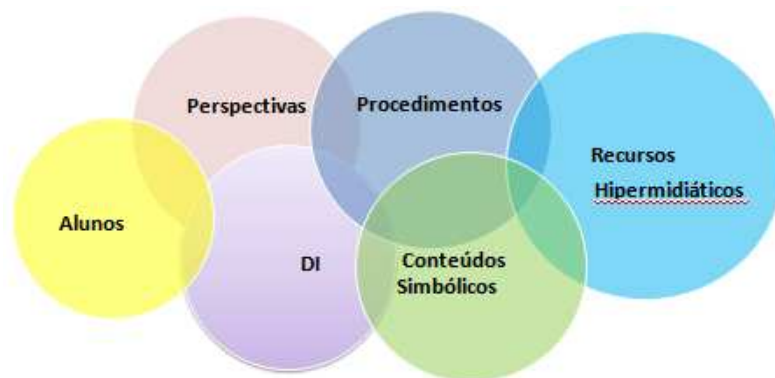 Perspectivas
Procedimentos
Recursos
Hipermidiáticos
Alunos
DI
Conteúdos
Simbólicos